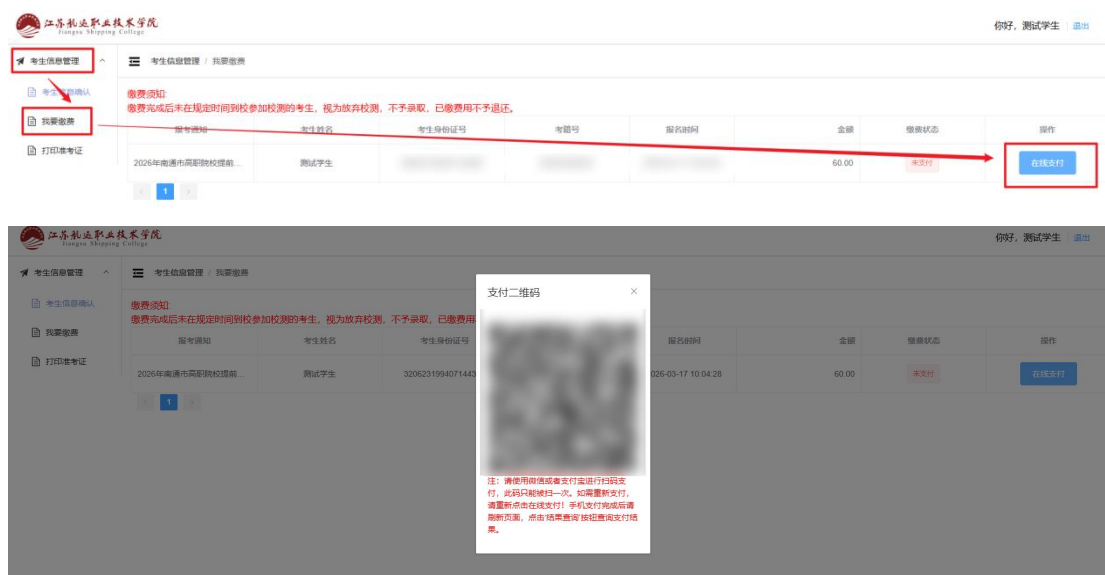 江苏航运职业技术学院
Jiangsu Shipping College
你好，测试学生 退出
考生信息管理
考生信息管理 / 我要缴费
考生信息确认
缴费须知:
缴费完成后未在规定时间到校参加校测的考生，视为放弃校测，不予录取，已缴费用不予退还。
我要缴费
报考通知 考生姓名 考生身份证号 考籍号 报名时间 金额 缴费状态 操作
打印准考证
2026年南通市高职院校提前... 测试学生 60.00 未支付 在线支付
1
江苏航运职业技术学院
Jiangsu Shipping College
你好，测试学生 退出
考生信息管理
考生信息管理 / 我要缴费
支付二维码
考生信息确认
缴费须知:
缴费完成后未在规定时间到校参加校测的考生，视为放弃校测，不予录取，已缴费用
我要缴费
报考通知 考生姓名 考生身份证号 报名时间 金额 缴费状态 操作
打印准考证
2026年南通市高职院校提前... 测试学生 3206231994071443 026-03-17 10:04:28 60.00 未支付 在线支付
1
注：请使用微信或者支付宝进行扫码支
付，此码只能被扫一次。如需重新支付，
请重新点击在线支付！手机支付完成后请
刷新页面，点击'结果查询'按钮查询支付结
果。